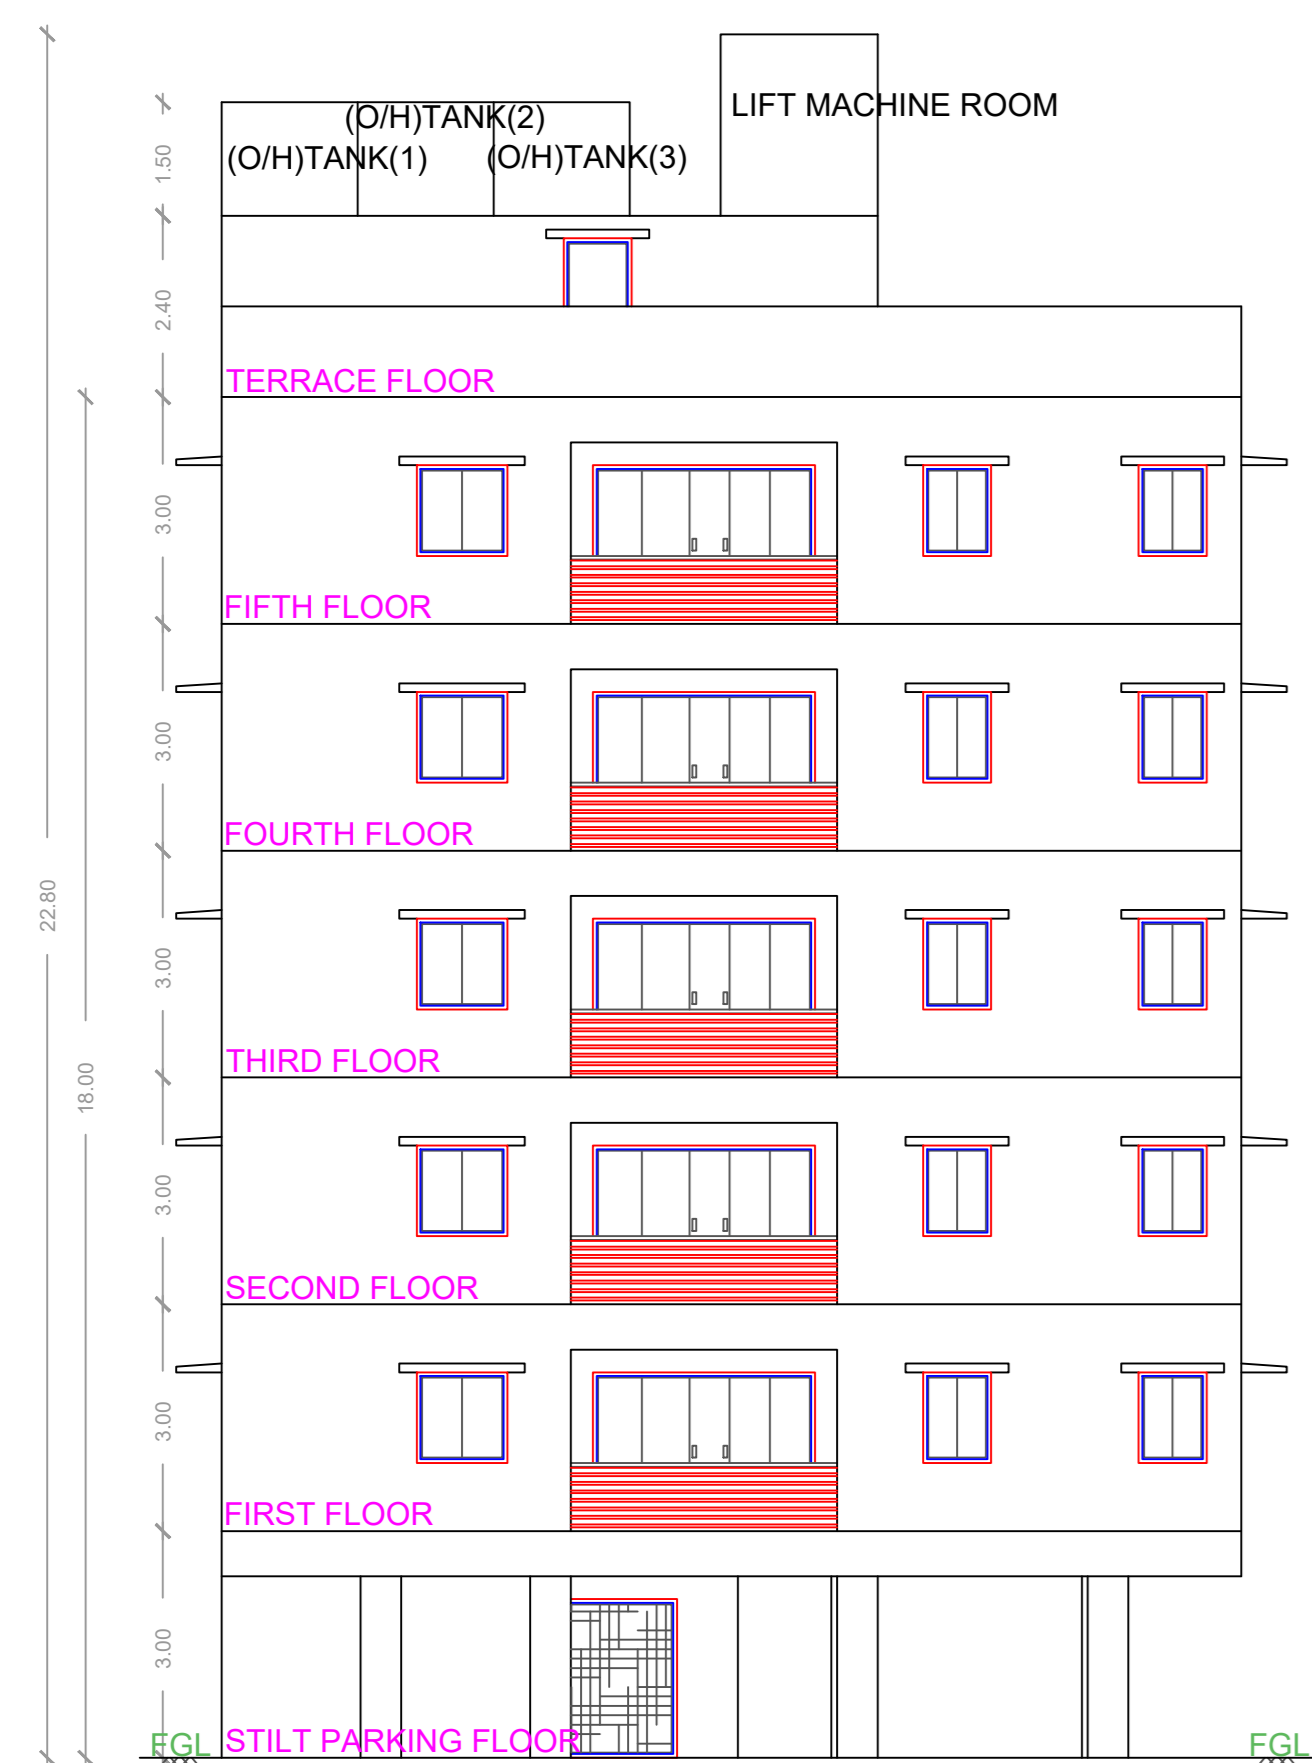 LIFT MACHINE ROOM
(O/H)TANK(2)
(O/H)TANK(1)
(O/H)TANK(3)
1.50
2.40
TERRACE FLOOR
3.00
FIFTH FLOOR
3.00
FOURTH FLOOR
22.80
3.00
THIRD FLOOR
18.00
3.00
SECOND FLOOR
3.00
FIRST FLOOR
3.00
FGL
STILT PARKING FLOOR
FGL